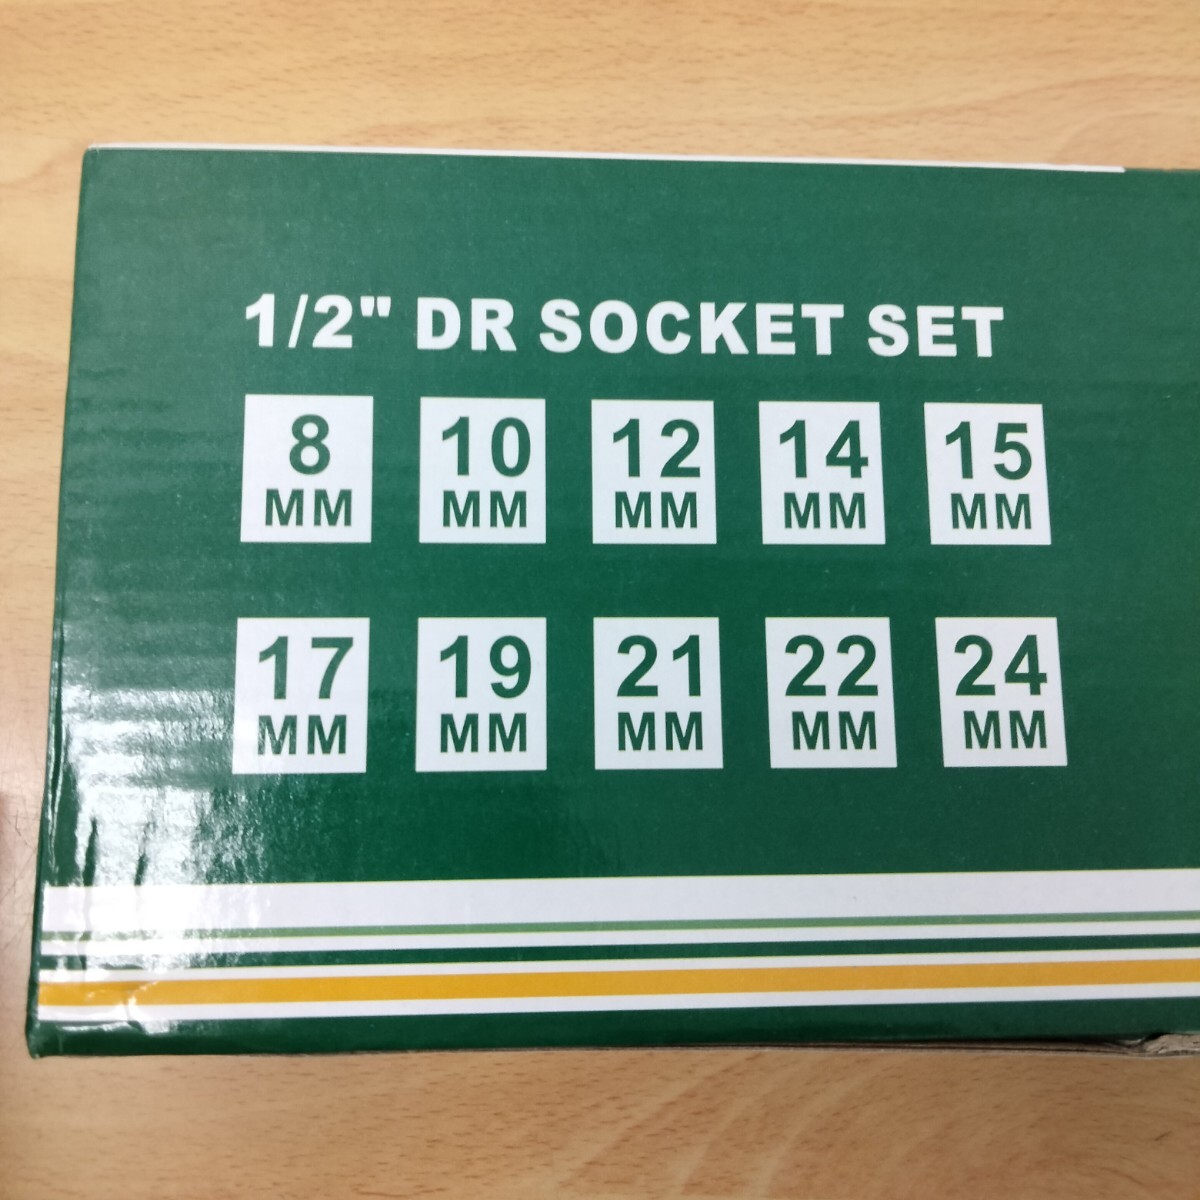 1/2" DR SOCKET SET
8 10 12 14 15
MM MM MM MM MM
17 19 21 22 24
MM MM MM MM MM